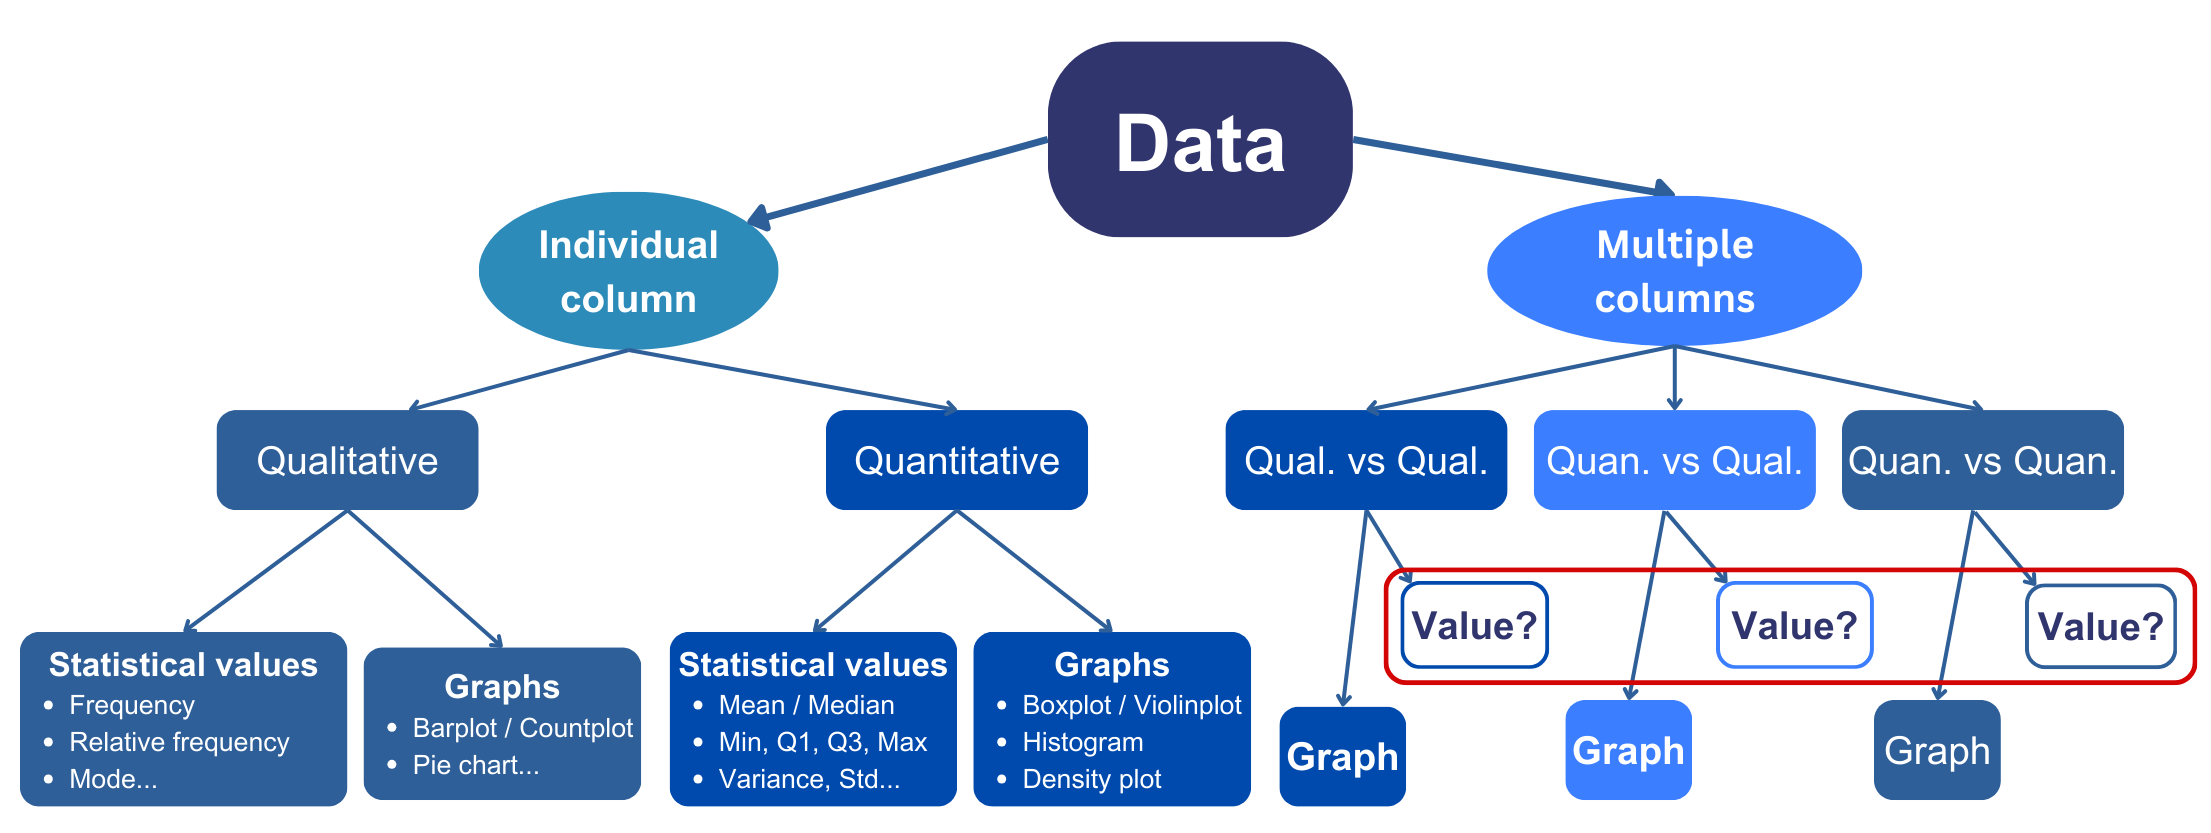 Data
Individual
column
Multiple
columns
Qualitative
Quantitative
Qual. vs Qual.
Quan. vs Qual.
Quan. vs Quan.
Value?
Value?
Value?
Statistical values
• Frequency
• Relative frequency
• Mode...
Graphs
• Barplot / Countplot
• Pie chart...
Statistical values
• Mean / Median
• Min, Q1, Q3, Max
• Variance, Std...
Graphs
• Boxplot / Violinplot
• Histogram
• Density plot
Graph
Graph
Graph